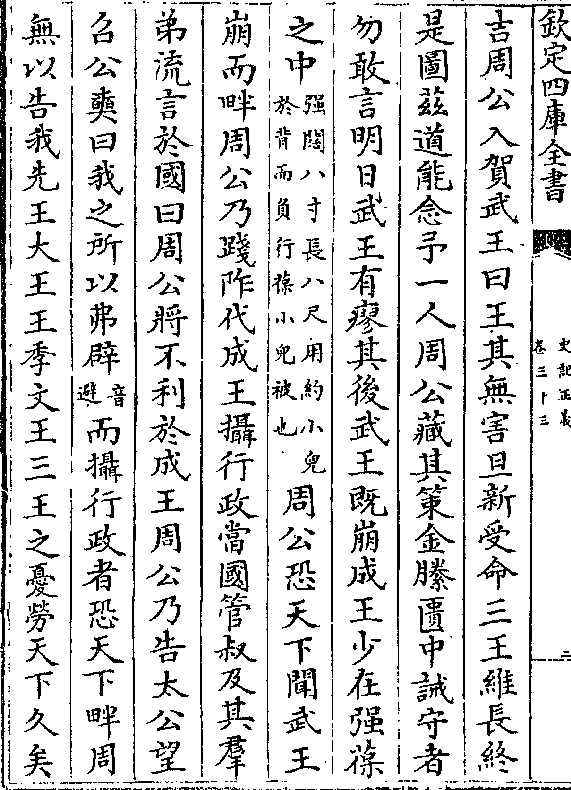 欽定四庫全書
史記正義
卷三十三
二
吉周公入賀武王曰王其無害旦新受命三王維長終
是圖兹道能念予一人周公藏其策金縢匱中誡守者
勿敢言明日武王有瘳其後武王既崩成王少在强葆
之中强闊八寸長八尺用約小兒於背而負行葆小兒被也周公恐天下聞武王
崩而畔周公乃踐阼代成王攝行政當國管叔及其羣
弟流言於國曰周公將不利於成王周公乃告太公望
召公奭曰我之所以弗辟音避而攝行政者恐天下畔周
無以告我先王大王王季文王三王之憂勞天下久矣